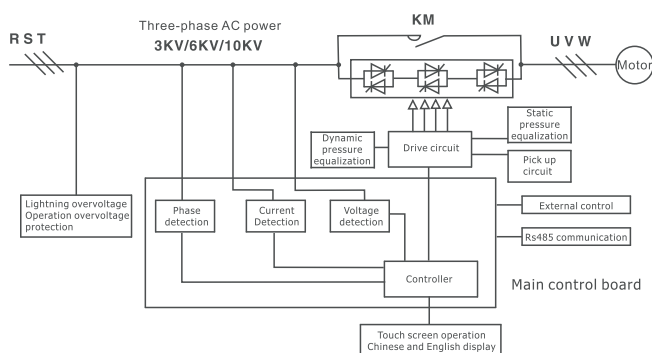 Three-phase AC power
3KV/6KV/10KV
KM
R S T
U V W
Motor
Static
pressure
equalization
Dynamic
pressure
equalization
Drive circuit
Pick up
circuit
Lightning overvoltage
Operation overvoltage
protection
Phase
detection
Current
Detection
Voltage
detection
External control
Rs485 communication
Controller
Main control board
Touch screen operation
Chinese and English display